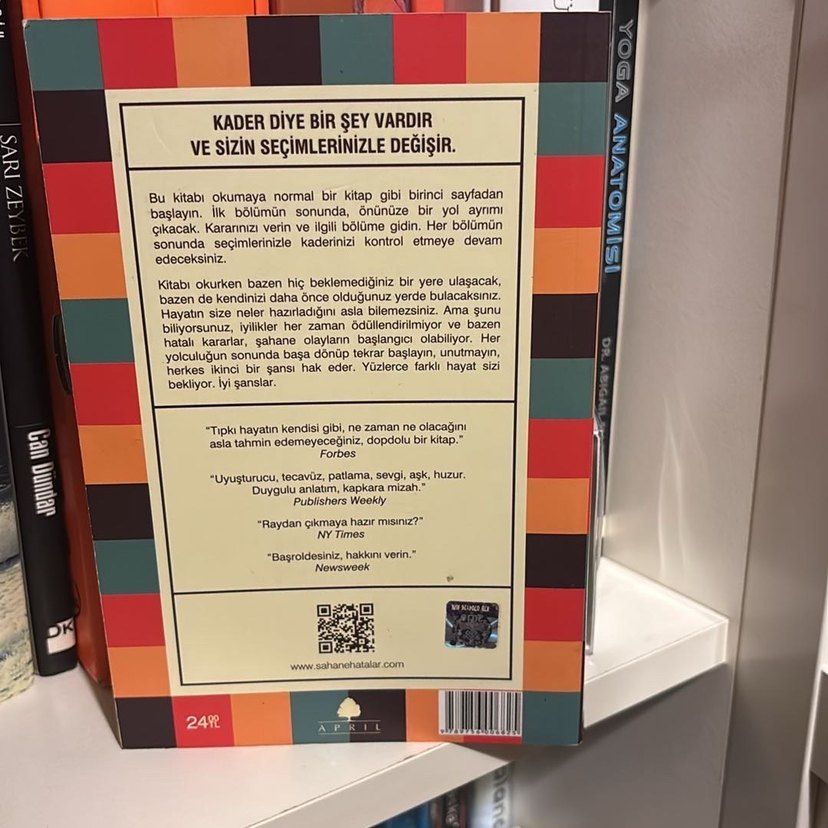 KADER DİYE BİR ŞEY VARDIR
VE SİZİN SEÇİMLERİNİZLE DEĞİŞİR.
Bu kitabı okumaya normal bir kitap gibi birinci sayfadan
başlayın. İlk bölümün sonunda, önünüze bir yol ayrımı
çıkacak. Kararınızı verin ve ilgili bölüme gidin. Her bölümün
sonunda seçimlerinizle kaderinizi kontrol etmeye devam
edeceksiniz.
Kitabı okurken bazen hiç beklemediğiniz bir yere ulaşacak,
bazen de kendinizi daha önce olduğunuz yerde bulacaksınız.
Hayatın size neler hazırladığını asla bilemezsiniz. Ama şunu
biliyorsunuz, iyilikler her zaman ödüllendirilmiyor ve bazen
hatalı kararlar, şahane olayların başlangıcı olabiliyor. Her
yolculuğun sonunda başa dönüp tekrar başlayın, unutmayın,
herkes ikinci bir şansı hak eder. Yüzlerce farklı hayat sizi
bekliyor. İyi şanslar.
“Tıpkı hayatın kendisi gibi, ne zaman ne olacağını
asla tahmin edemeyeceğiniz, dopdolu bir kitap.”
Forbes
“Uyuşturucu, tecavüz, patlama, sevgi, aşk, huzur.
Duygulu anlatım, kapkara mizah.”
Publishers Weekly
“Raydan çıkmaya hazır mısınız?”
NY Times
“Başroldesiniz, hakkını verin.”
Newsweek
www.sahanehatalar.com
24⁰⁰ TL
APRIL
SARI ZEYBEK
Can Dündar
YOGA ANATOMİSİ
DR. ABIGAIL